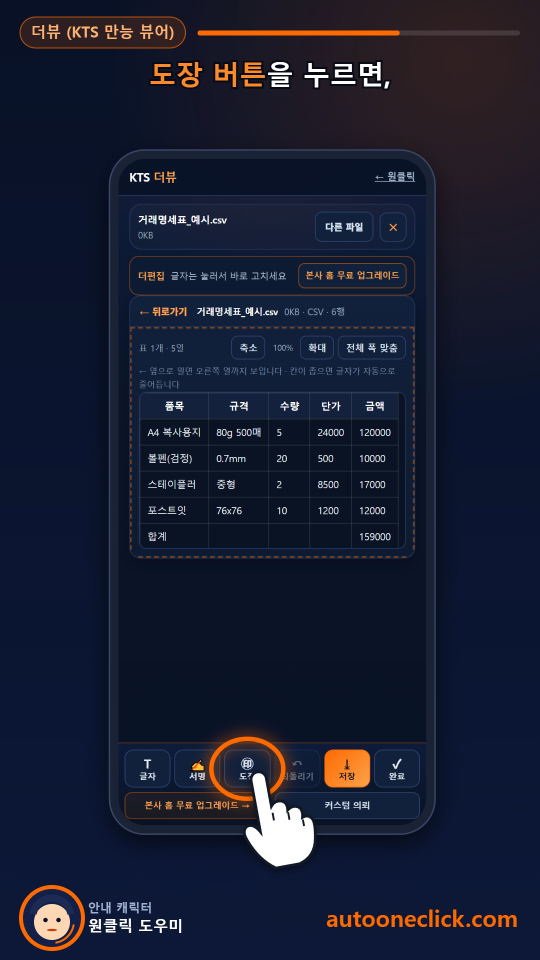 더뷰 (KTS 만능 뷰어)
도장 버튼을 누르면,
KTS 더뷰
← 원클릭
거래명세표_예시.csv
0KB
다른 파일
✕
더편집 글자는 눌러서 바로 고치세요
본사 홈 무료 업그레이드
← 뒤로가기 거래명세표_예시.csv 0KB · CSV · 6행
표 1개 · 5열
축소 100% 확대 전체 폭 맞춤
← 옆으로 밀면 오른쪽 열까지 보입니다 · 칸이 좁으면 글자가 자동으로
줄어듭니다
품목 규격 수량 단가 금액
A4 복사용지 80g 500매 5 24000 120000
볼펜(검정) 0.7mm 20 500 10000
스테이플러 중형 2 8500 17000
포스트잇 76x76 10 1200 12000
합계 159000
T
글자
서명
㊞
저장
✓
완료
본사 홈 무료 업그레이드 →
커스텀 의뢰
안내 캐릭터
원클릭 도우미
autooneclick.com